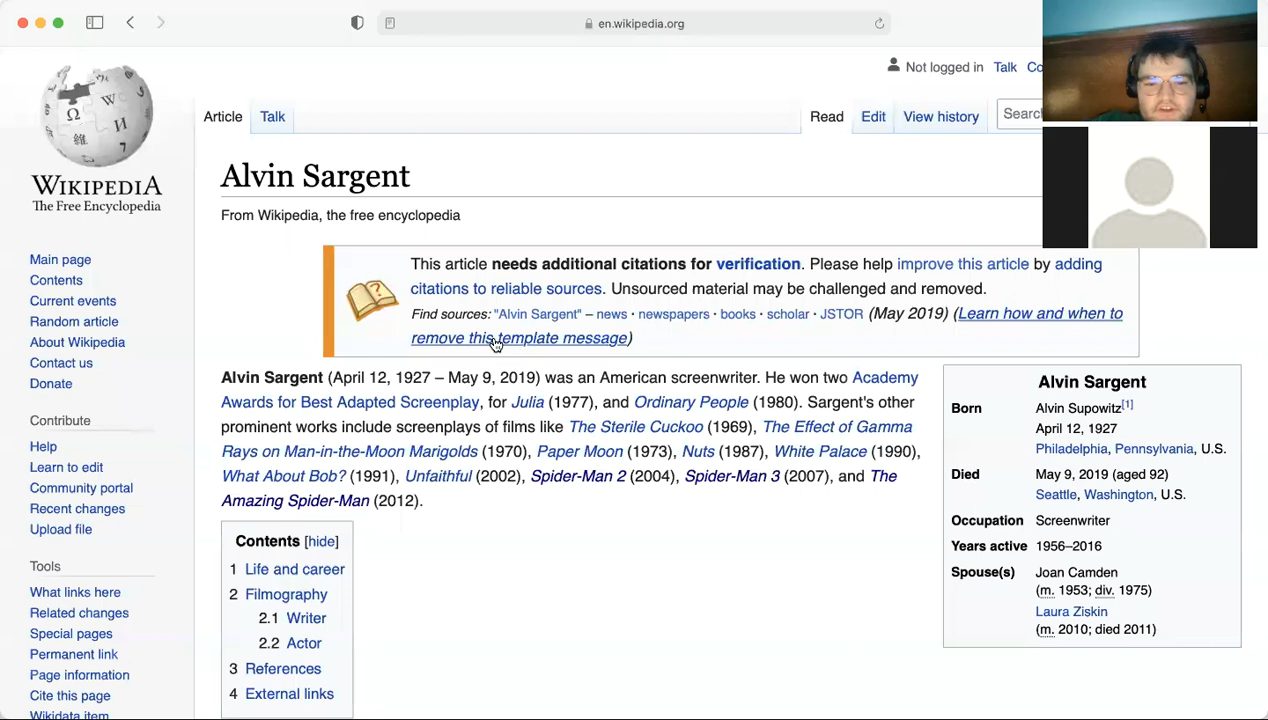 en.wikipedia.org
Not logged in Talk Co
Article Talk Read Edit View history Search
WIKIPEDIA
The Free Encyclopedia
Main page
Contents
Current events
Random article
About Wikipedia
Contact us
Donate
Contribute
Help
Learn to edit
Community portal
Recent changes
Upload file
Tools
What links here
Related changes
Special pages
Permanent link
Page information
Cite this page
Wikidata item
Alvin Sargent
From Wikipedia, the free encyclopedia
This article needs additional citations for verification. Please help improve this article by adding
citations to reliable sources. Unsourced material may be challenged and removed.
Find sources: "Alvin Sargent" – news · newspapers · books · scholar · JSTOR (May 2019) (Learn how and when to
remove this template message)
Alvin Sargent (April 12, 1927 – May 9, 2019) was an American screenwriter. He won two Academy
Awards for Best Adapted Screenplay, for Julia (1977), and Ordinary People (1980). Sargent's other
prominent works include screenplays of films like The Sterile Cuckoo (1969), The Effect of Gamma
Rays on Man-in-the-Moon Marigolds (1970), Paper Moon (1973), Nuts (1987), White Palace (1990),
What About Bob? (1991), Unfaithful (2002), Spider-Man 2 (2004), Spider-Man 3 (2007), and The
Amazing Spider-Man (2012).
Contents [hide]
1 Life and career
2 Filmography
2.1 Writer
2.2 Actor
3 References
4 External links
Alvin Sargent
Born Alvin Supowitz[1]
April 12, 1927
Philadelphia, Pennsylvania, U.S.
Died May 9, 2019 (aged 92)
Seattle, Washington, U.S.
Occupation Screenwriter
Years active 1956–2016
Spouse(s) Joan Camden
(m. 1953; div. 1975)
Laura Ziskin
(m. 2010; died 2011)